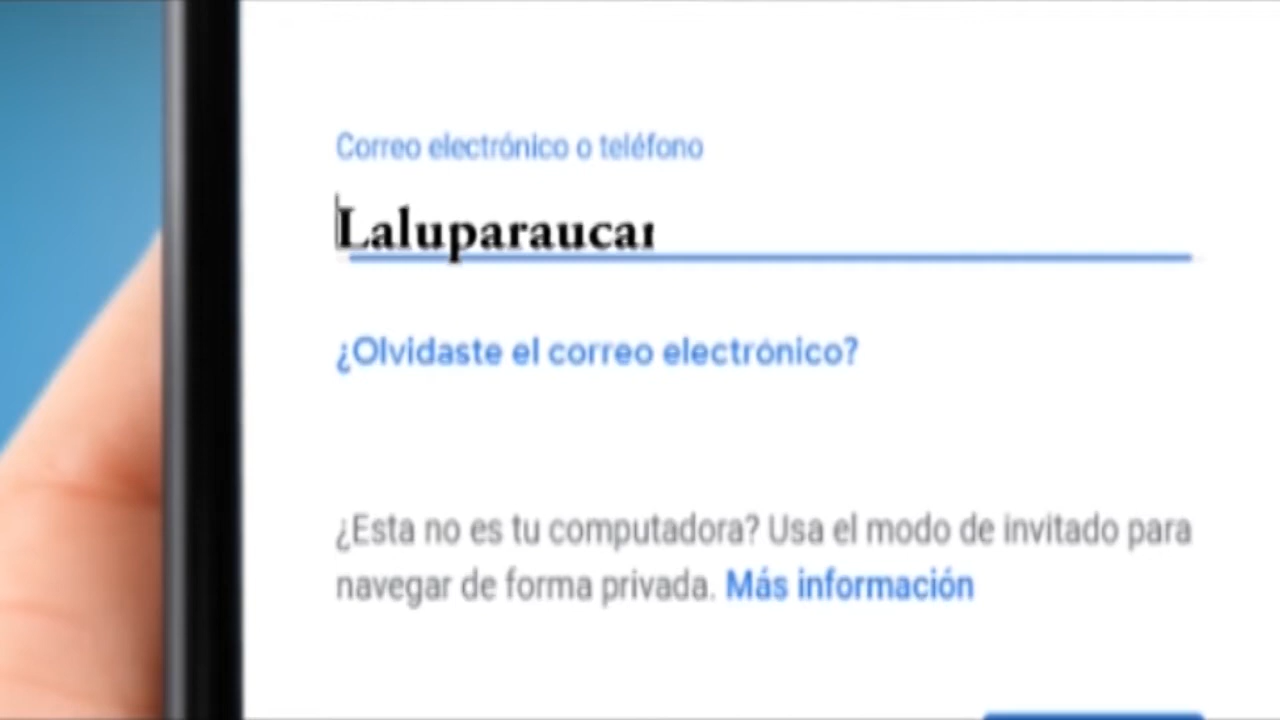 Correo electrónico o teléfono
Laluparaucar
¿Olvidaste el correo electrónico?
¿Esta no es tu computadora? Usa el modo de invitado para
navegar de forma privada. Más información